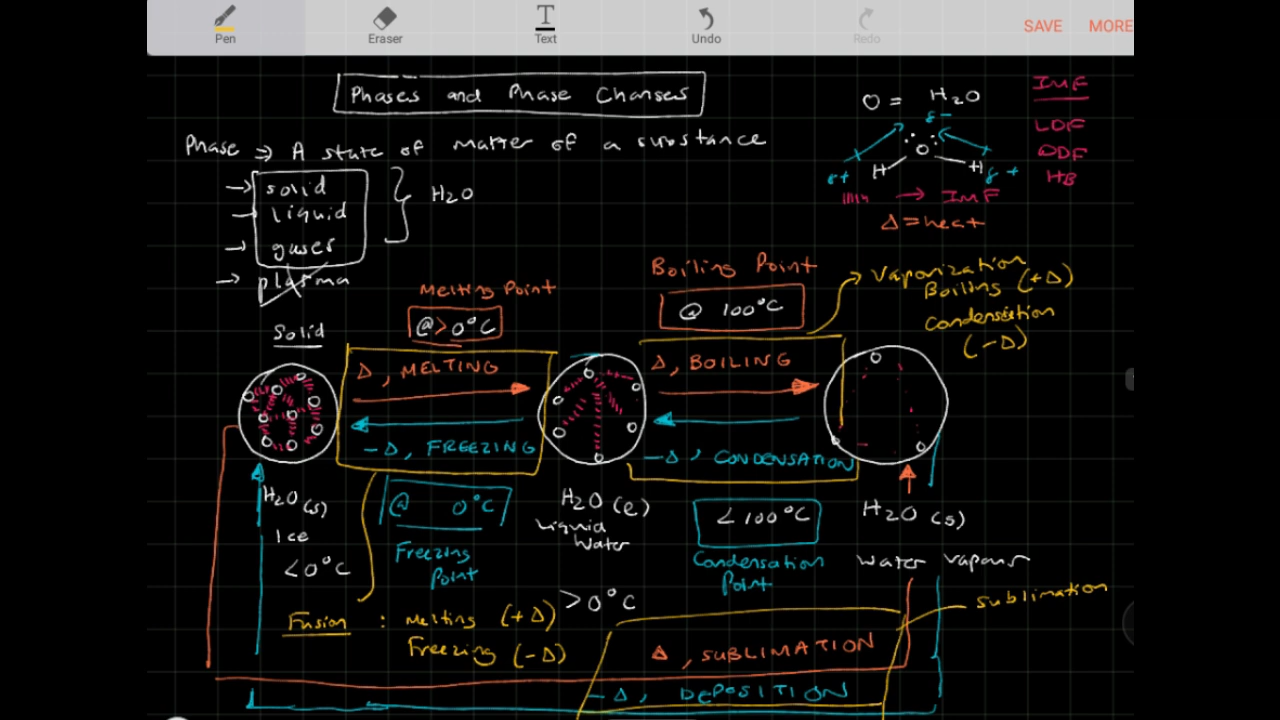 Pen
Eraser
Text
Undo
Redo
SAVE
MORE
Phases and Phase Changes
Phase => A state of matter of a substance
→ solid
→ liquid
→ gases
→ plasma
} H2O
O = H2O
δ-
O
H H
δ+ δ+
→ IMF
Δ = heat
IMF
LDF
DDF
HB
Melting Point
@ > 0°C
Boiling Point
@ 100°C
Vaporization
Boiling (+Δ)
Condensation
(-Δ)
Solid
Δ, MELTING
-Δ, FREEZING
Δ, BOILING
-Δ, CONDENSATION
H2O (s)
Ice
<0°C
@ 0°C
Freezing
Point
H2O (l)
Liquid
Water
>0°C
<100°C
Condensation
Point
H2O (g)
Water vapour
Fusion : Melting (+Δ)
Freezing (-Δ)
sublimation
Δ, SUBLIMATION
-Δ, DEPOSITION